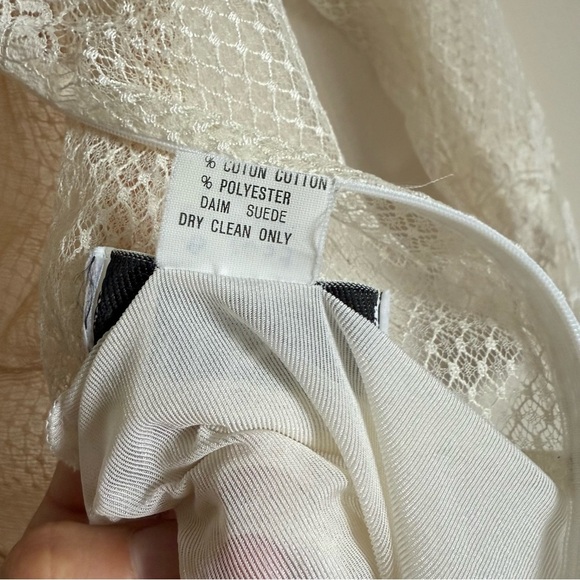 % COTON COTTON
% POLYESTER
DAIM SUEDE
DRY CLEAN ONLY